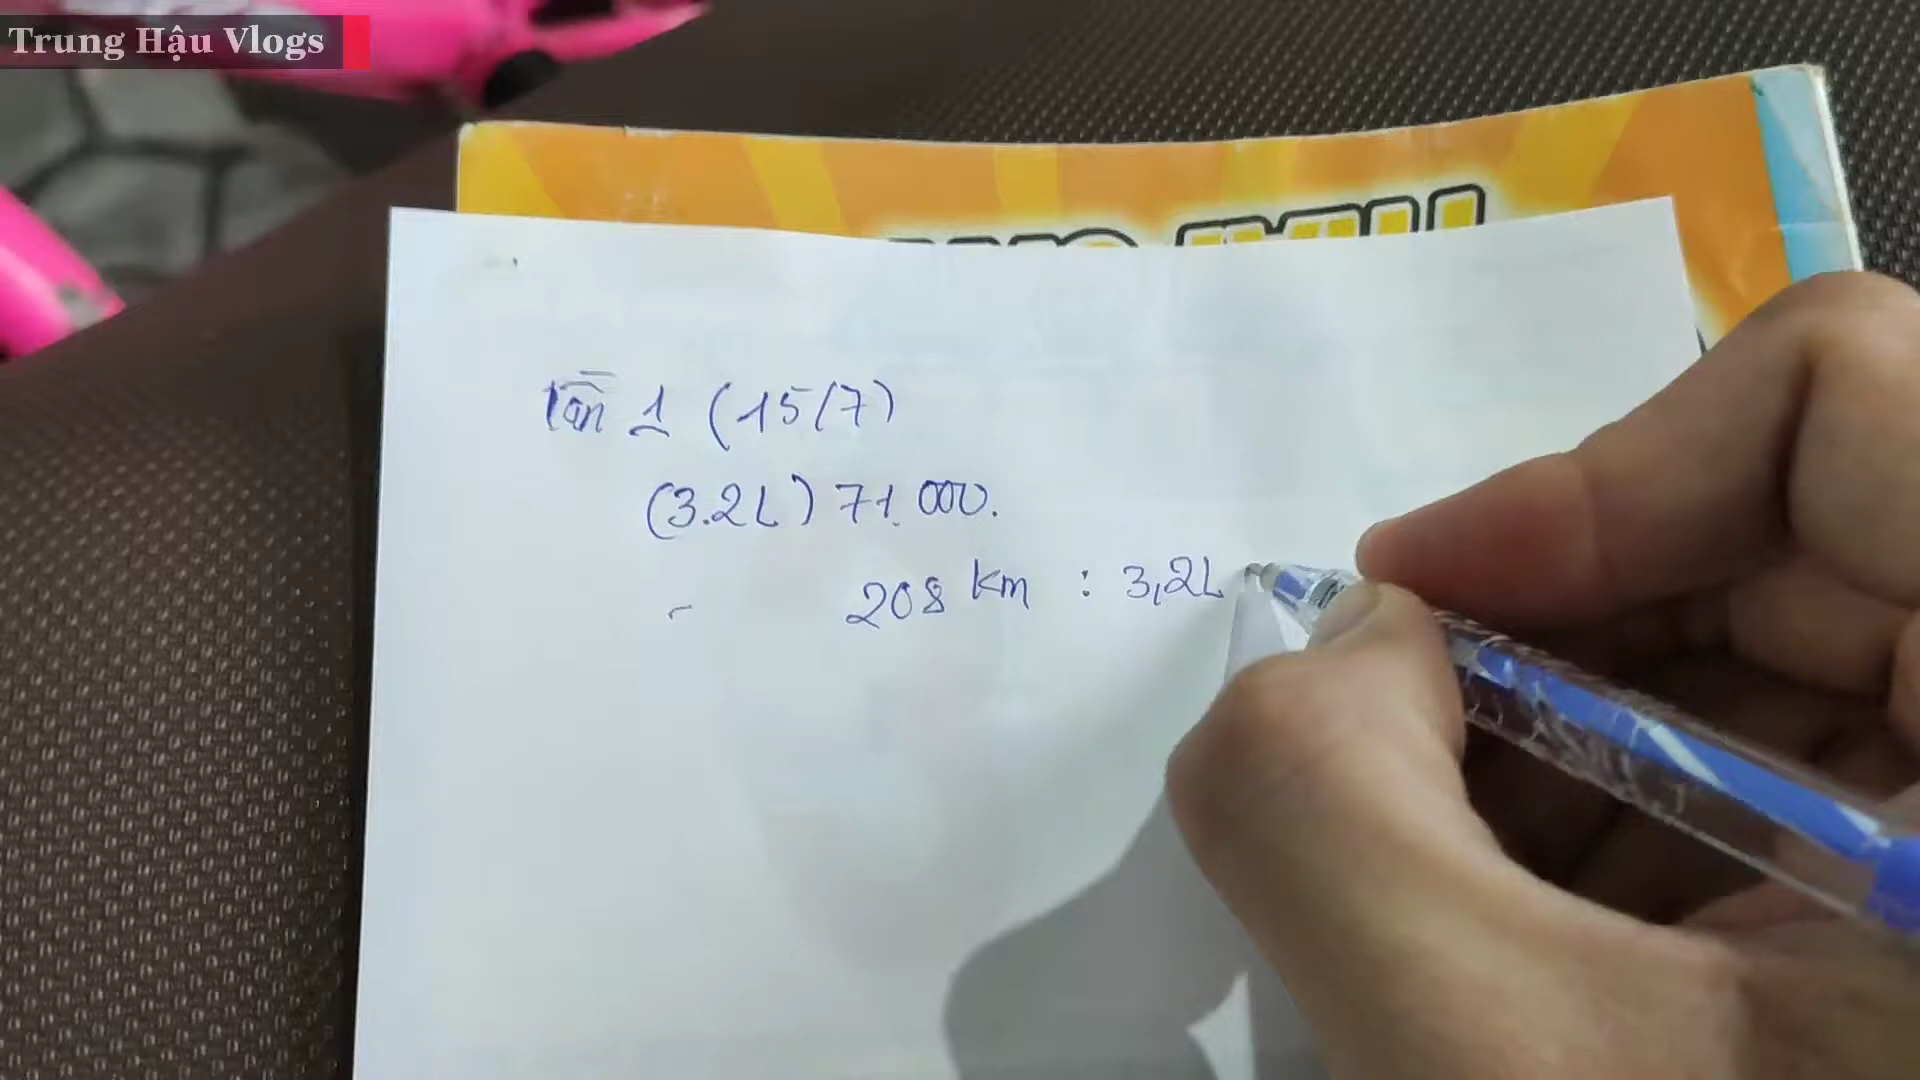 Trung Hậu Vlogs
Lần 1 (15/7)
(3.2L) 71.000.
208 km : 3,2L